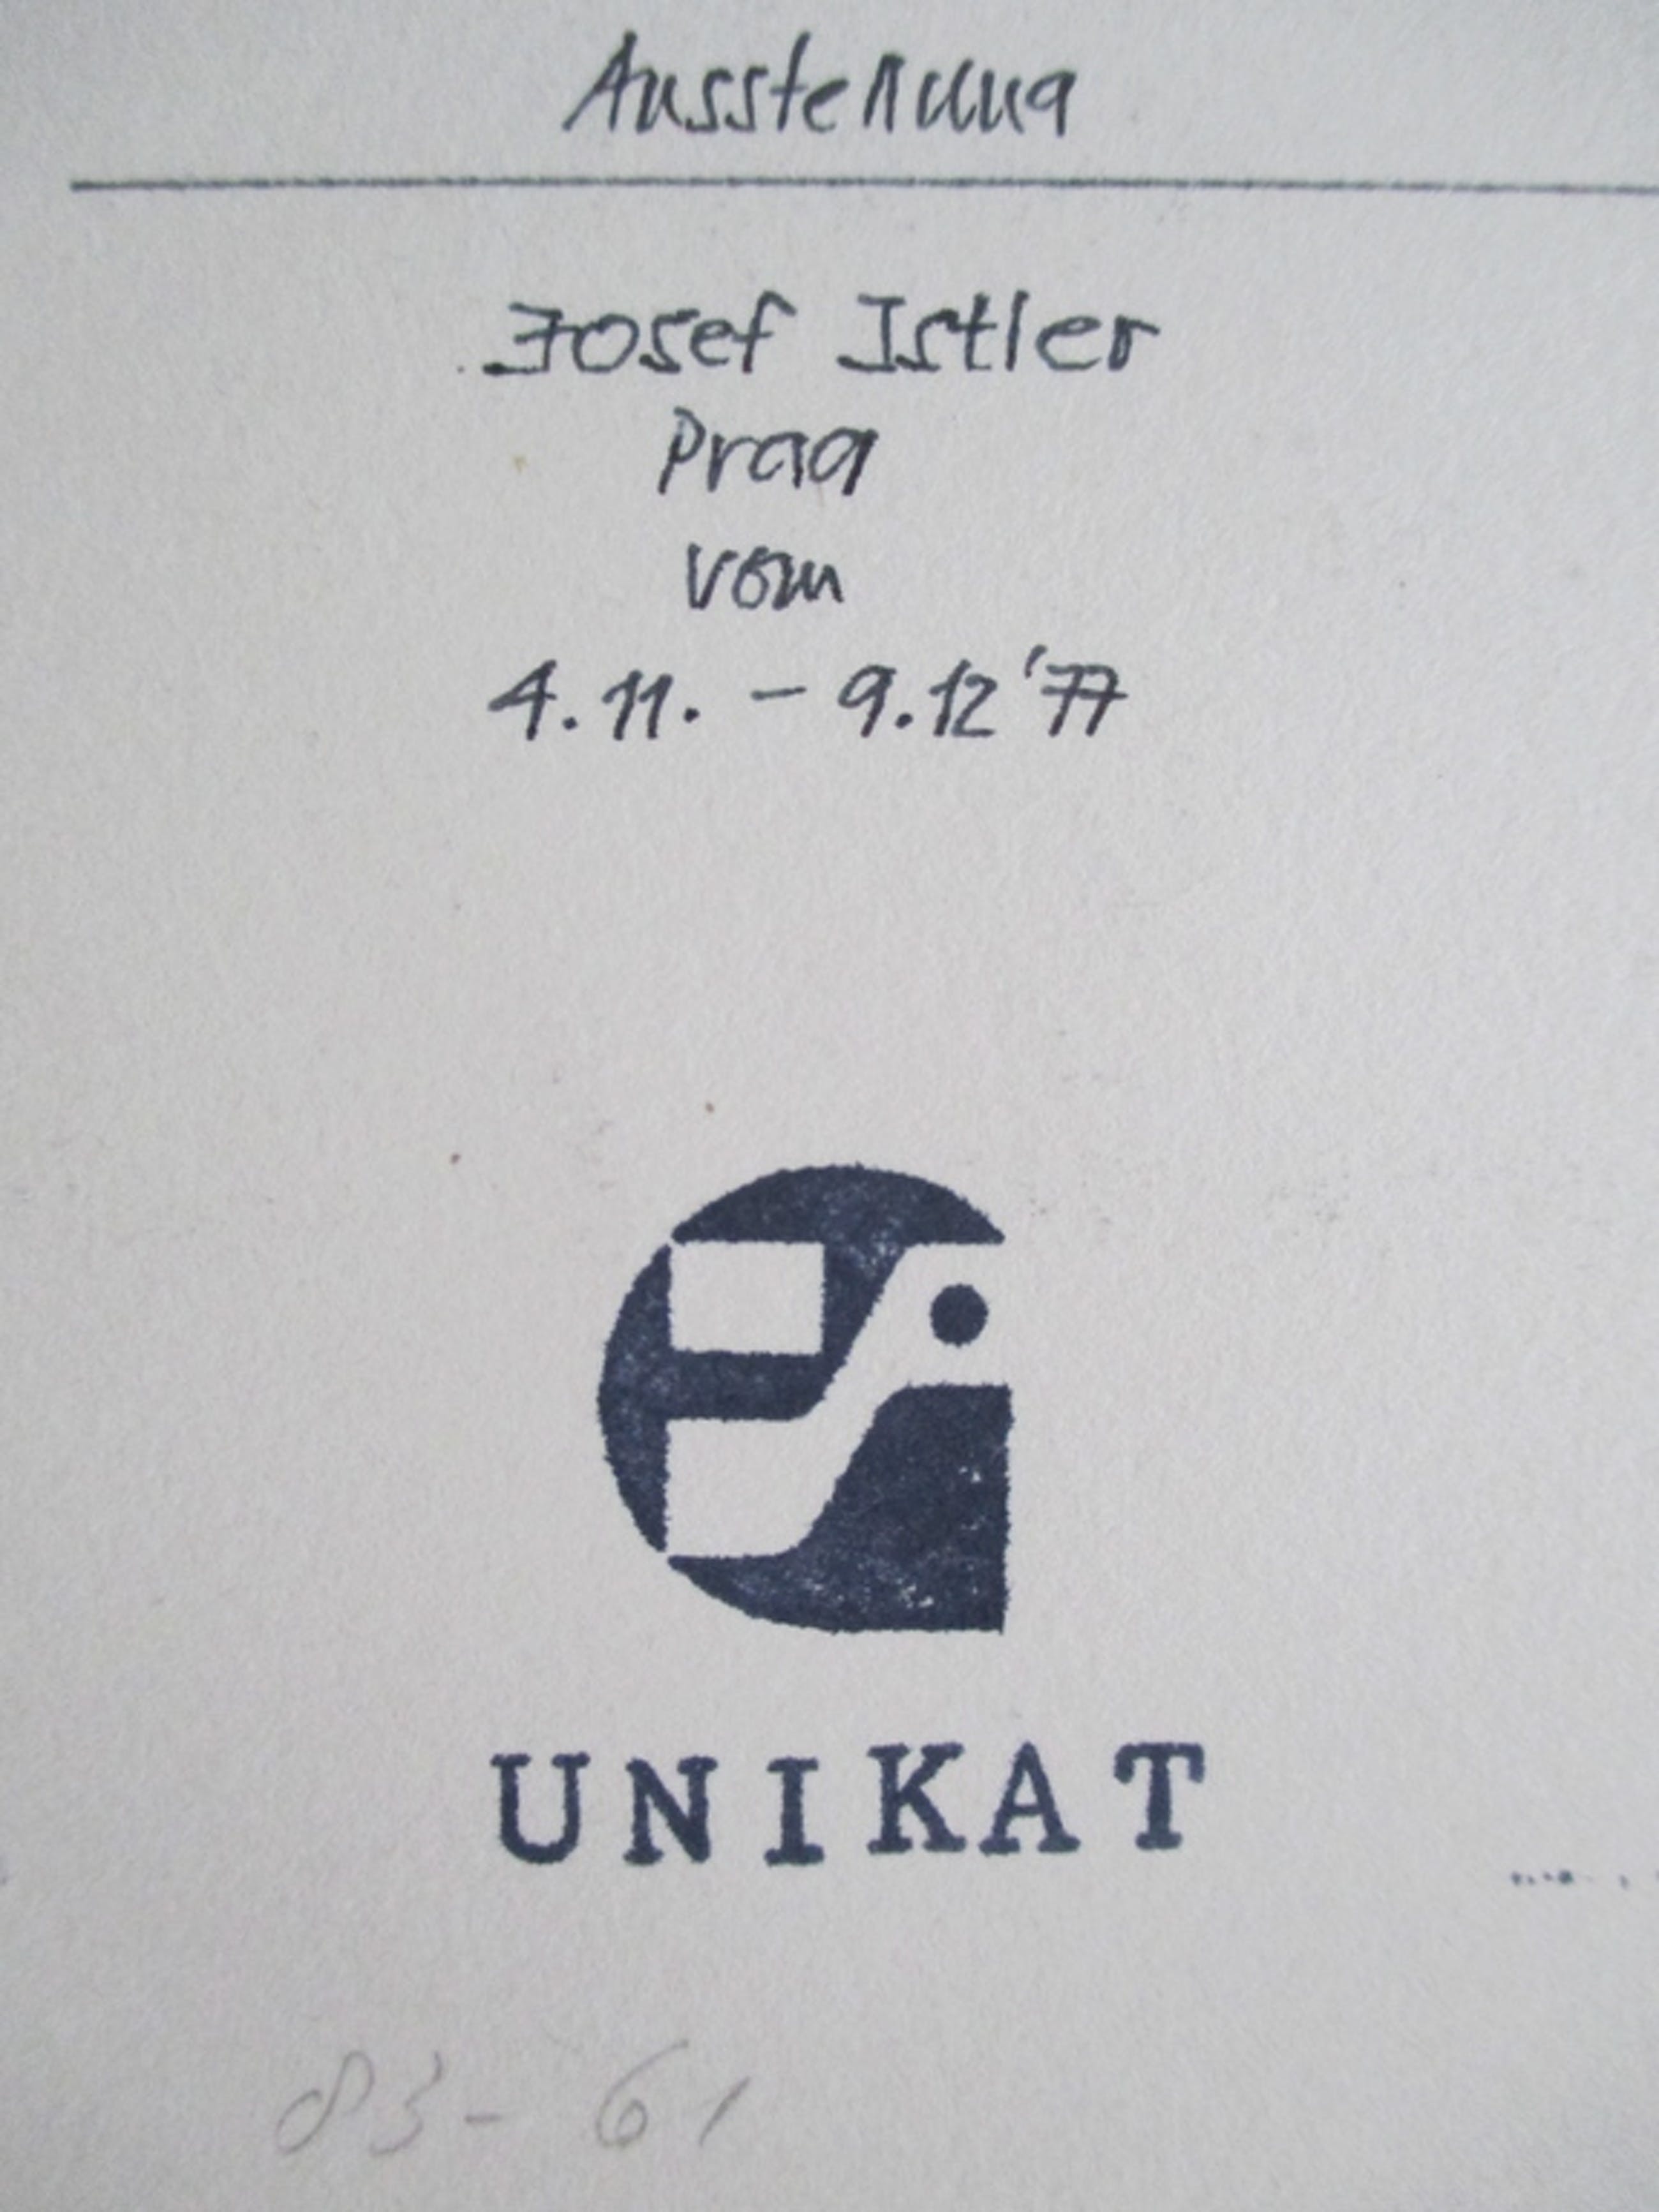 Ausstellung
Josef Istler
Prag
vom
4.11. - 9.12 '77
UNIKAT
83 - 61